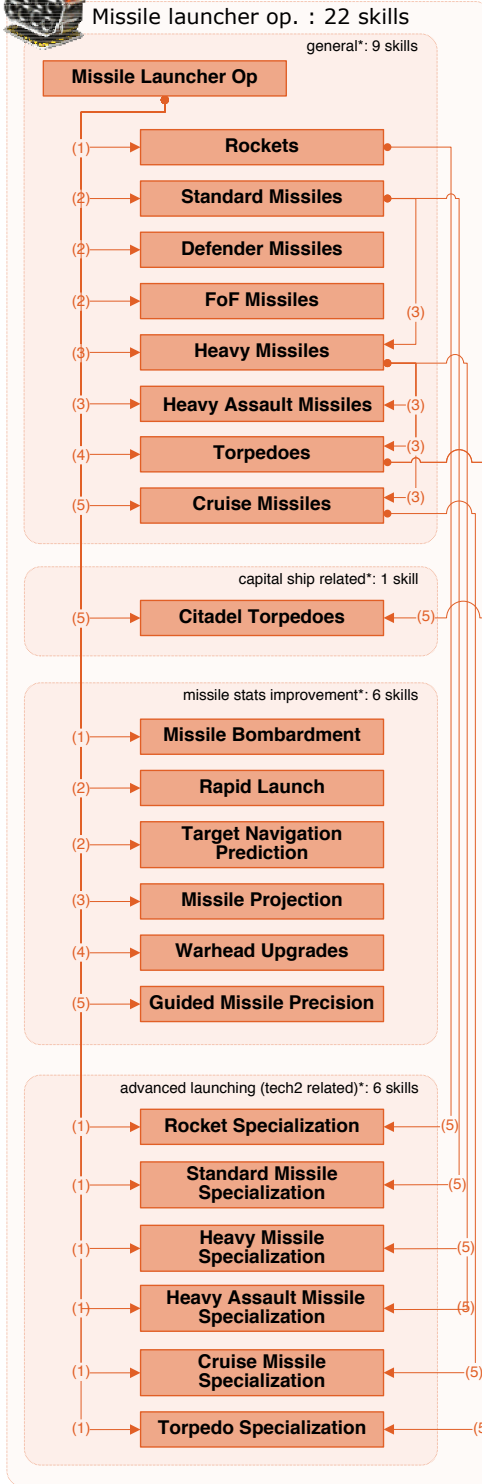 Missile launcher op. : 22 skills
general*: 9 skills
Missile Launcher Op
(1)
Rockets
(2)
Standard Missiles
(2)
Defender Missiles
(2)
FoF Missiles
(3)
(3)
Heavy Missiles
(3)
Heavy Assault Missiles
(3)
(4)
Torpedoes
(3)
(5)
Cruise Missiles
(3)
capital ship related*: 1 skill
(5)
Citadel Torpedoes
(5)
missile stats improvement*: 6 skills
(1)
Missile Bombardment
(2)
Rapid Launch
(2)
Target Navigation
Prediction
(3)
Missile Projection
(4)
Warhead Upgrades
(5)
Guided Missile Precision
advanced launching (tech2 related)*: 6 skills
(1)
Rocket Specialization
(5)
(1)
Standard Missile
Specialization
(5)
(1)
Heavy Missile
Specialization
(5)
(1)
Heavy Assault Missile
Specialization
(5)
(1)
Cruise Missile
Specialization
(5)
(1)
Torpedo Specialization